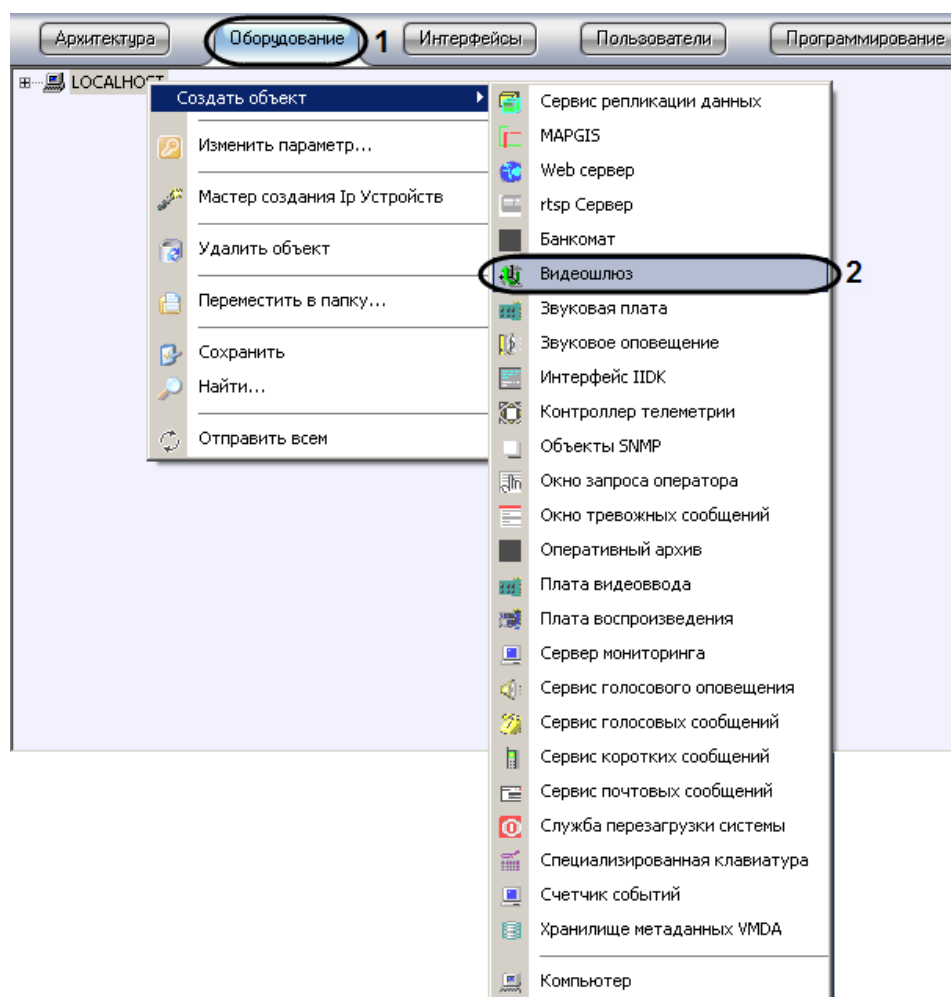 Архитектура Оборудование 1 Интерфейсы Пользователи Программирование
LOCALHOST
Создать объект
Изменить параметр...
Мастер создания Ip Устройств
Удалить объект
Переместить в папку...
Сохранить
Найти...
Отправить всем
Сервис репликации данных
MAPGIS
Web сервер
rtsp Сервер
Банкомат
Видеошлюз 2
Звуковая плата
Звуковое оповещение
Интерфейс IIDK
Контроллер телеметрии
Объекты SNMP
Окно запроса оператора
Окно тревожных сообщений
Оперативный архив
Плата видеоввода
Плата воспроизведения
Сервер мониторинга
Сервис голосового оповещения
Сервис голосовых сообщений
Сервис коротких сообщений
Сервис почтовых сообщений
Служба перезагрузки системы
Специализированная клавиатура
Счетчик событий
Хранилище метаданных VMDA
Компьютер